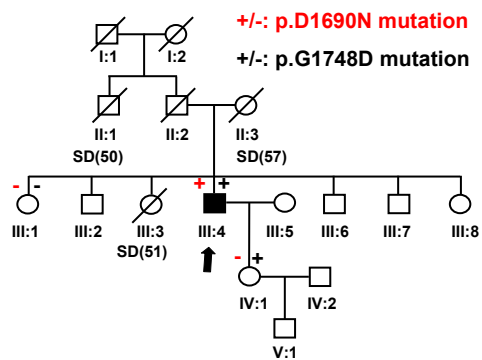 +/-: p.D1690N mutation
+/-: p.G1748D mutation
I:1 I:2
II:1 II:2 II:3
SD(50) SD(57)
- - + +
III:1 III:2 III:3 III:4 III:5 III:6 III:7 III:8
SD(51)
- +
IV:1 IV:2
V:1